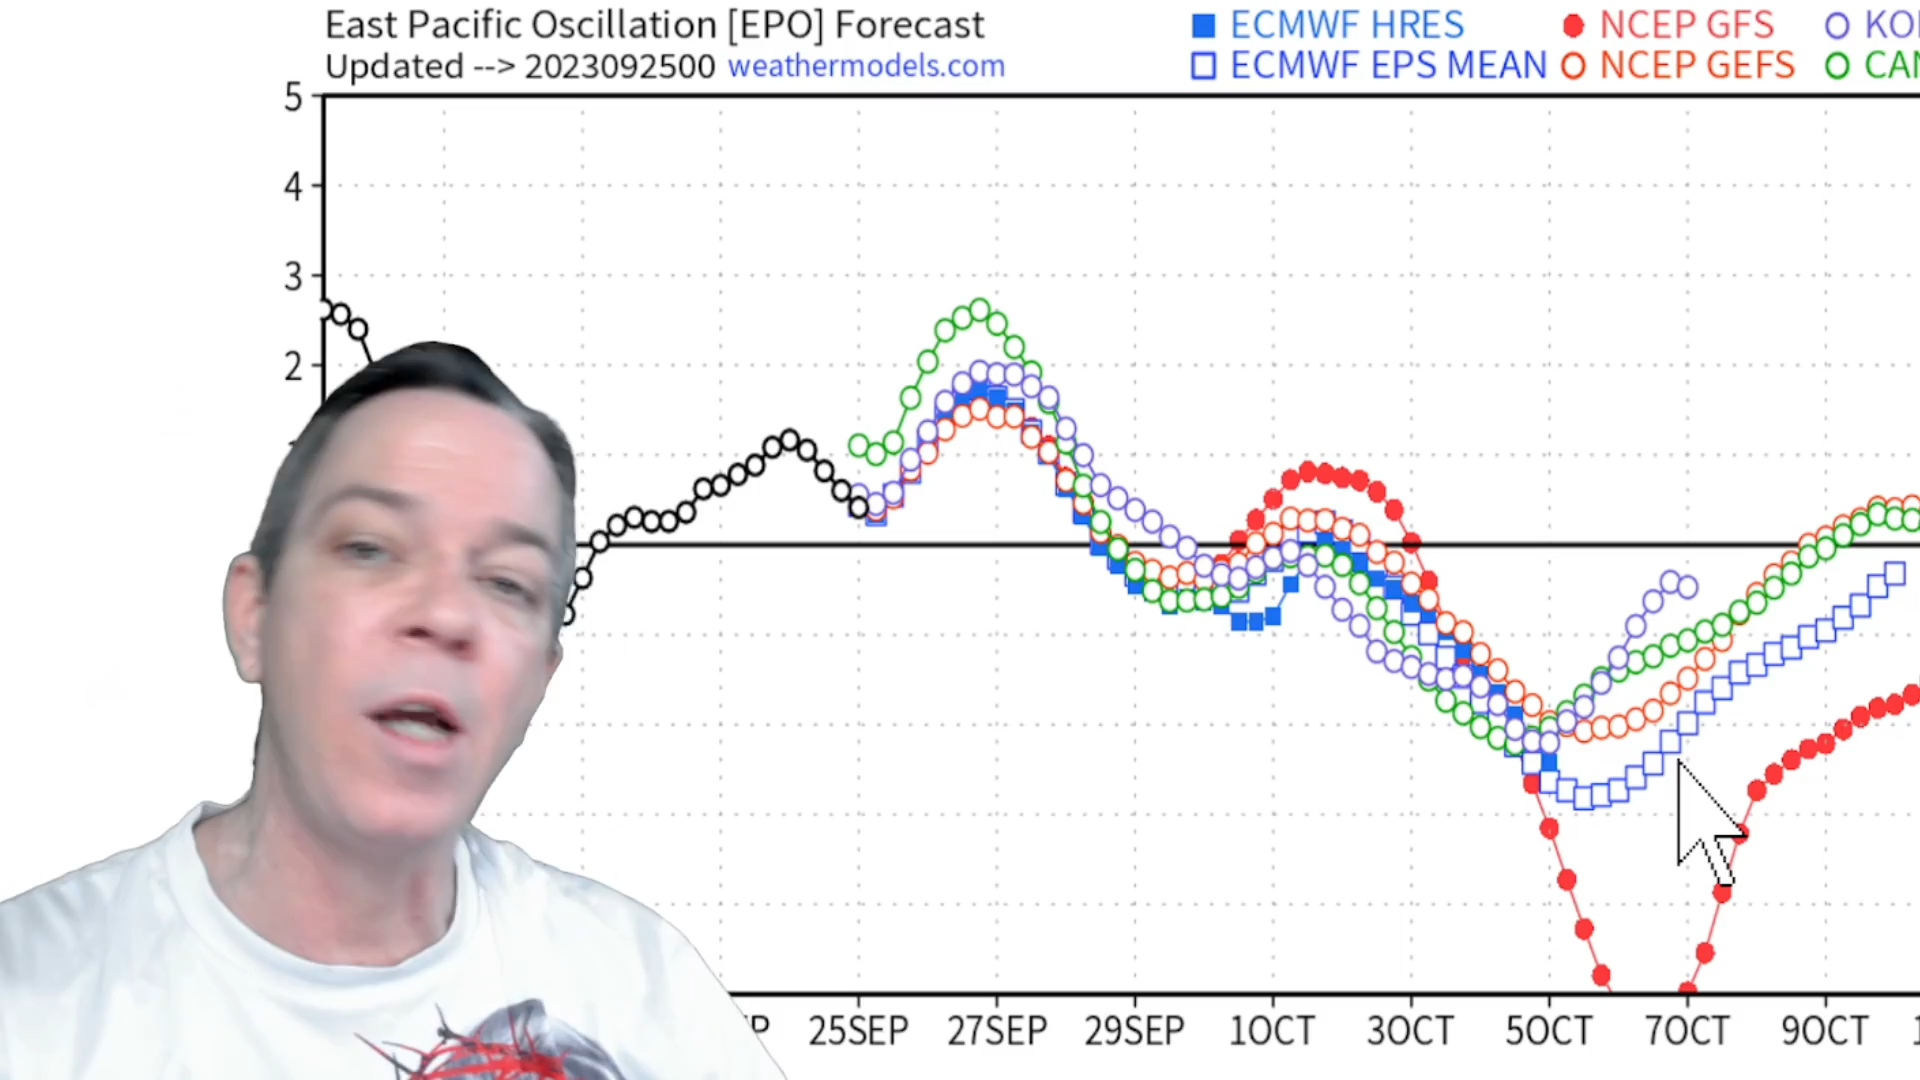 East Pacific Oscillation [EPO] Forecast
Updated --> 2023092500 weathermodels.com
ECMWF HRES
NCEP GFS
ECMWF EPS MEAN
NCEP GEFS
5
4
3
2
25SEP 27SEP 29SEP 1OCT 3OCT 5OCT 7OCT 9OCT